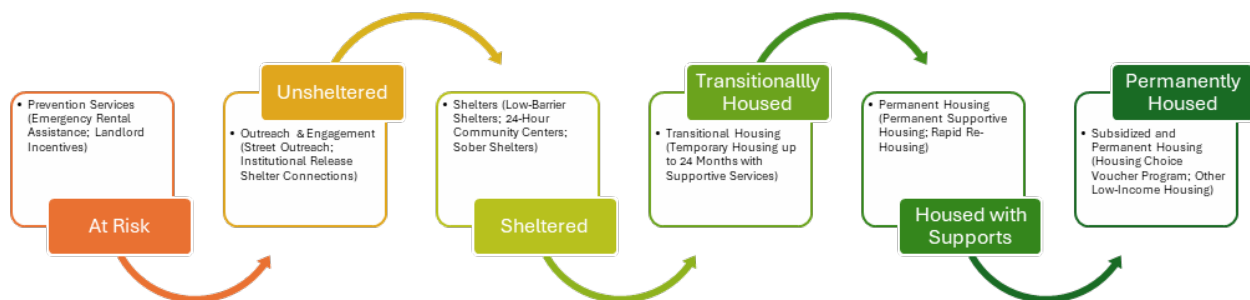 • Prevention Services
(Emergency Rental
Assistance; Landlord
Incentives)
At Risk
Unsheltered
• Outreach & Engagement
(Street Outreach;
Institutional Release
Shelter Connections)
• Shelters (Low-Barrier
Shelters; 24-Hour
Community Centers;
Sober Shelters)
Sheltered
Transitionallly
Housed
• Transitional Housing
(Temporary Housing up
to 24 Months with
Supportive Services)
• Permanent Housing
(Permanent Supportive
Housing; Rapid Re-
Housing)
Housed with
Supports
Permanently
Housed
• Subsidized and
Permanent Housing
(Housing Choice
Voucher Program; Other
Low-Income Housing)